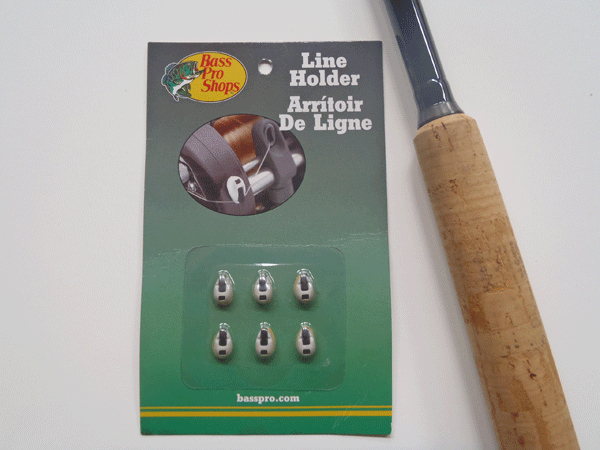 Bass
Pro
Shops
Line
Holder
Arrítoir
De Ligne
basspro.com